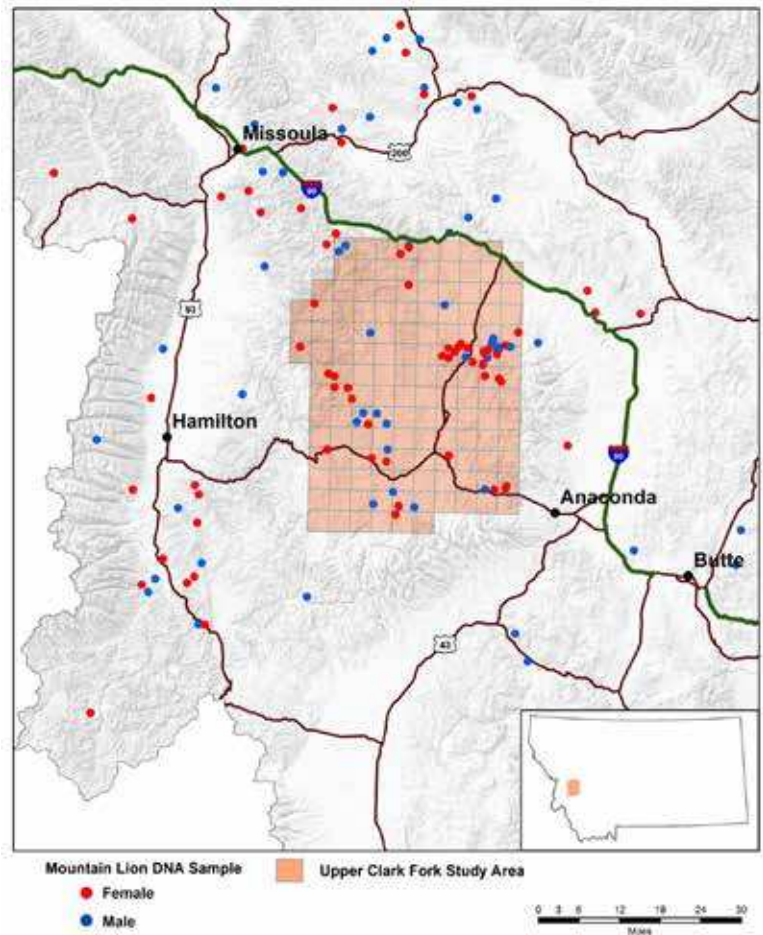 Missoula
200
90
93
Hamilton
90
Anaconda
Butte
43
Mountain Lion DNA Sample
Upper Clark Fork Study Area
Female
Male
0 3 6 12 18 24 30
Miles